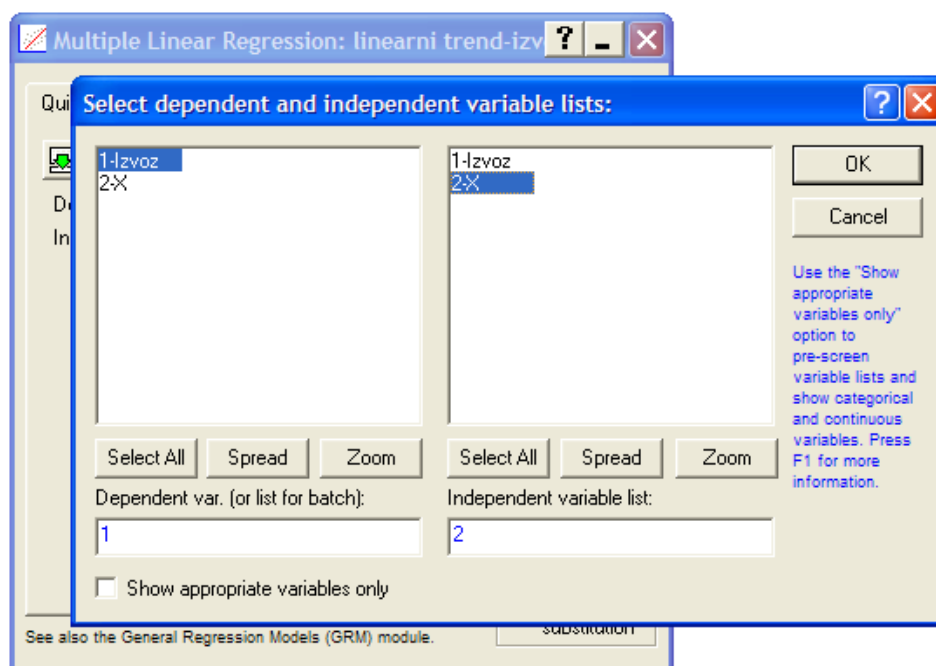 Multiple Linear Regression: linearni trend-izv
Qui
Select dependent and independent variable lists:
1-Izvoz
2-X
1-Izvoz
2-X
OK
Cancel
Use the "Show
appropriate
variables only"
option to
pre-screen
variable lists and
show categorical
and continuous
variables. Press
F1 for more
information.
Select All Spread Zoom
Select All Spread Zoom
Dependent var. (or list for batch):
Independent variable list:
1
2
Show appropriate variables only
De
In
See also the General Regression Models (GRM) module.
substitution